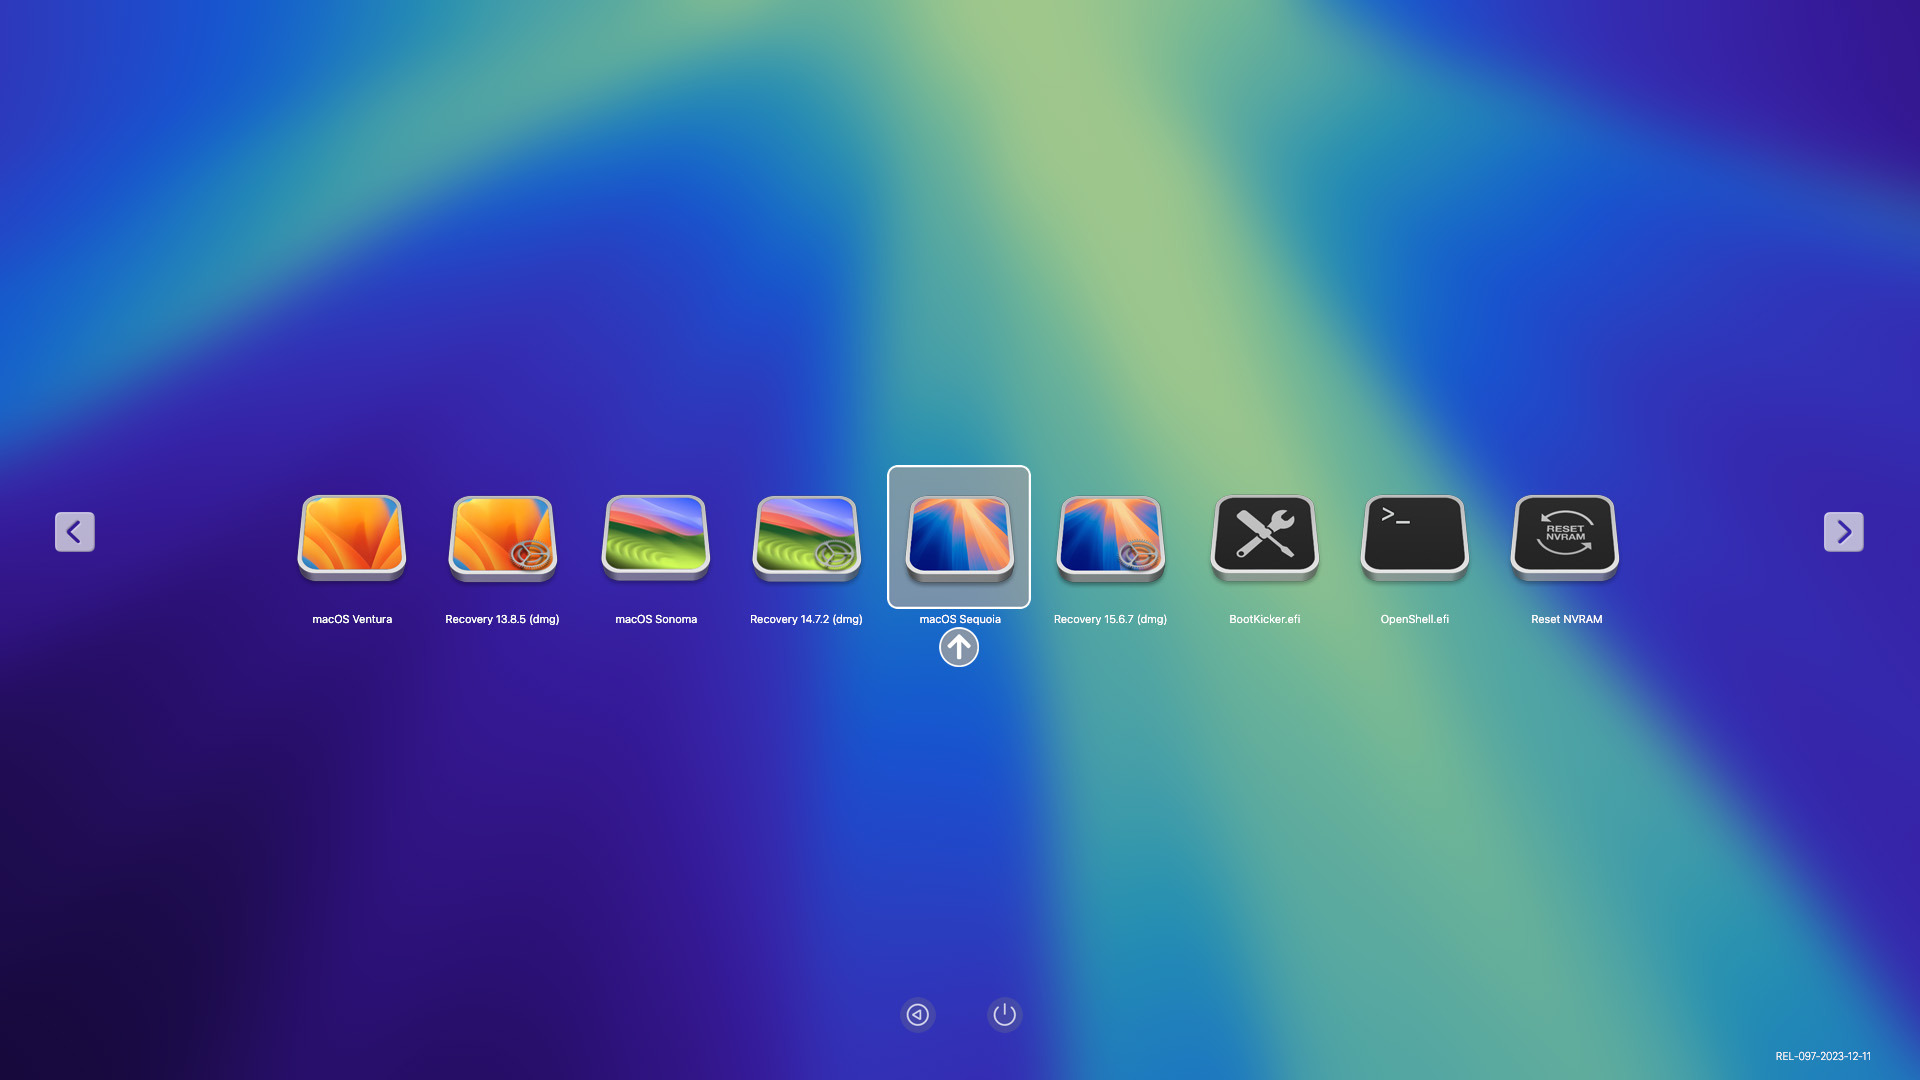 >_
RESET
NVRAM
macOS Ventura
Recovery 13.8.5 (dmg)
macOS Sonoma
Recovery 14.7.2 (dmg)
macOS Sequoia
Recovery 15.6.7 (dmg)
BootKicker.efi
OpenShell.efi
Reset NVRAM
REL-097-2023-12-11